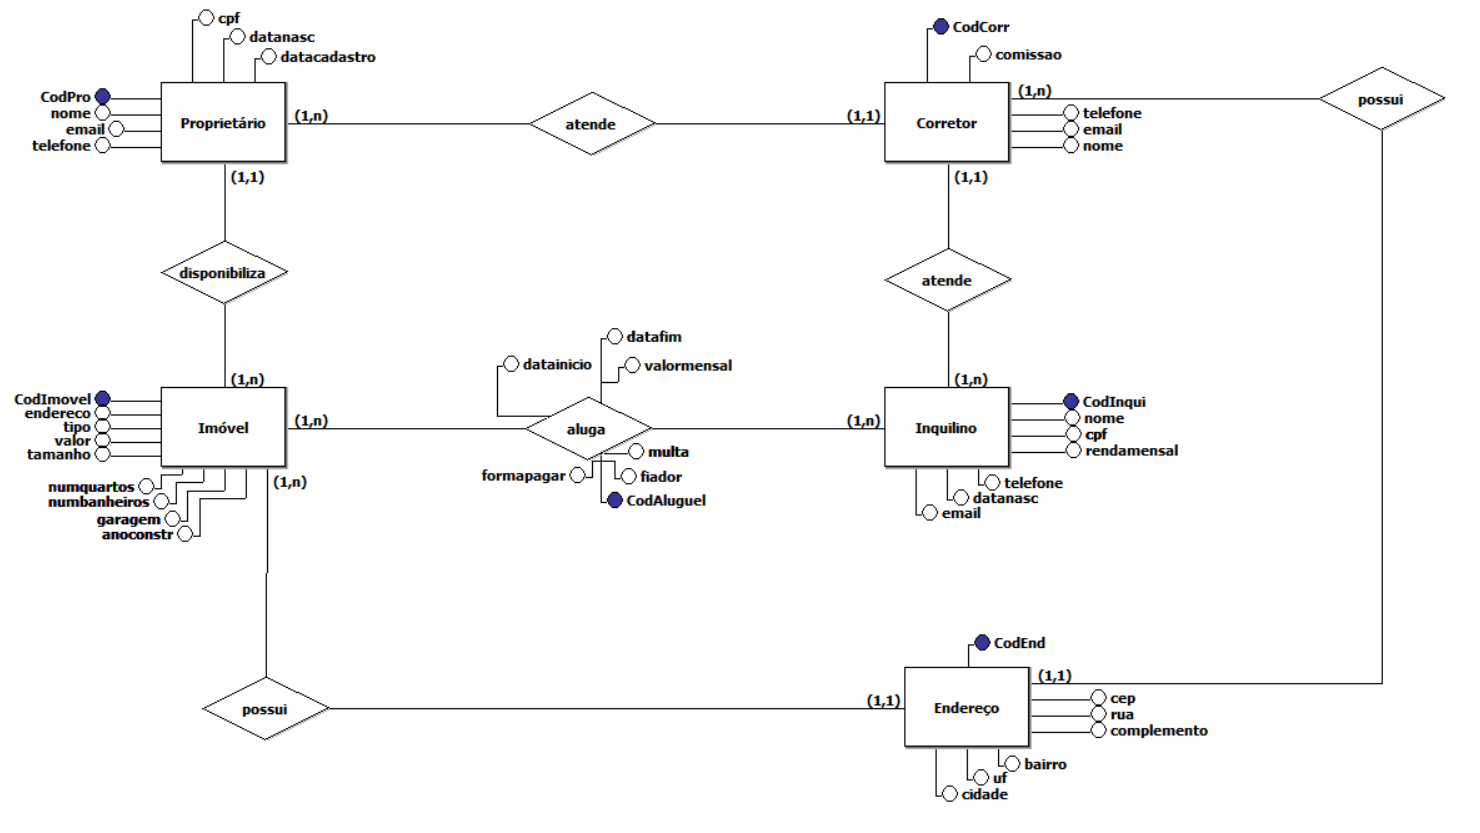 cpf
datanasc
datacadastro
CodPro
nome
email
telefone
Proprietário
(1,n)
(1,1)
atende
(1,1)
CodCorr
comissao
Corretor
(1,n)
telefone
email
nome
(1,1)
possui
disponibiliza
atende
(1,n)
CodImovel
endereco
tipo
valor
tamanho
Imóvel
(1,n)
numquartos
numbanheiros
garagem
anoconstr
(1,n)
datainicio
datafim
valormensal
aluga
multa
formapagar
fiador
CodAluguel
(1,n)
(1,n)
Inquilino
CodInqui
nome
cpf
rendamensal
telefone
datanasc
email
possui
(1,1)
CodEnd
Endereço
(1,1)
cep
rua
complemento
bairro
uf
cidade